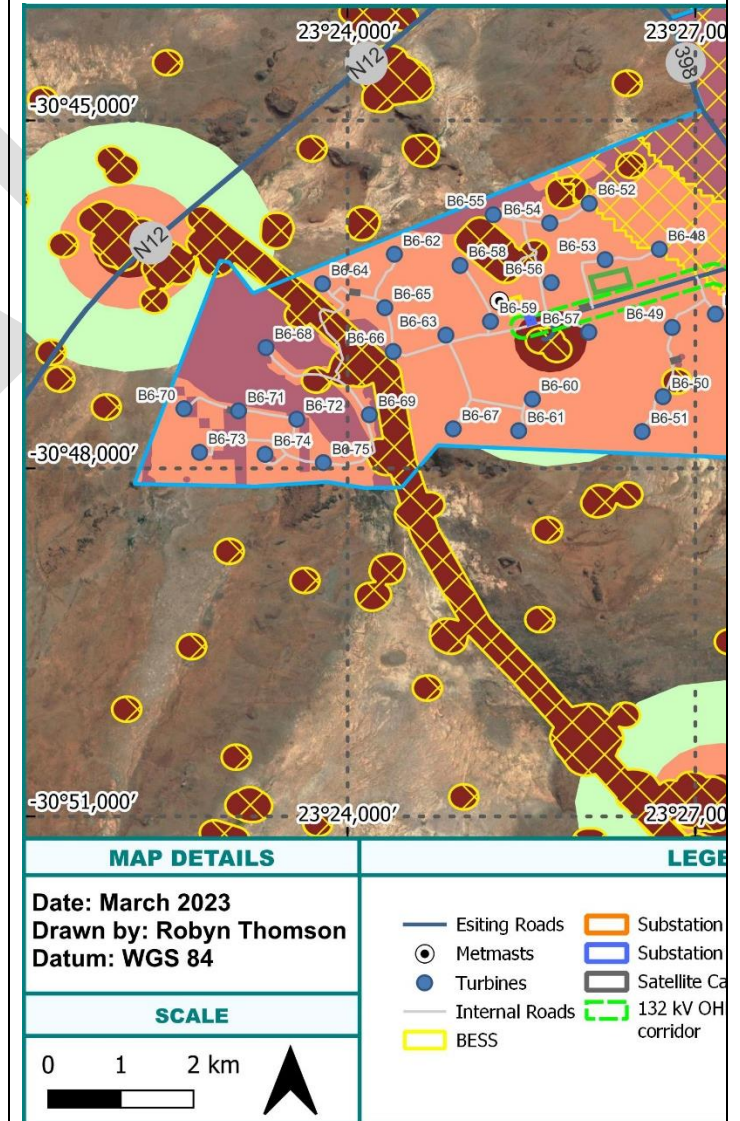 23°24,000′
23°27,00
N12
398
-30°45,000′
B6-52
B6-55
B6-54
N12
B6-62
B6-58
B6-53
B6-48
B6-64
B6-56
B6-65
B6-59
B6-66
B6-63
B6-57
B6-49
B6-68
B6-70
B6-71
B6-72
B6-69
B6-60
B6-50
B6-67
B6-61
B6-51
B6-73
B6-74
B6-75
-30°48,000′
-30°51,000′
23°24,000′
23°27,00
MAP DETAILS
LEGE
Date: March 2023
Drawn by: Robyn Thomson
Datum: WGS 84
SCALE
0 1 2 km
Esiting Roads
Metmasts
Turbines
Internal Roads
BESS
Substation
Substation
Satellite Ca
132 kV OH
corridor